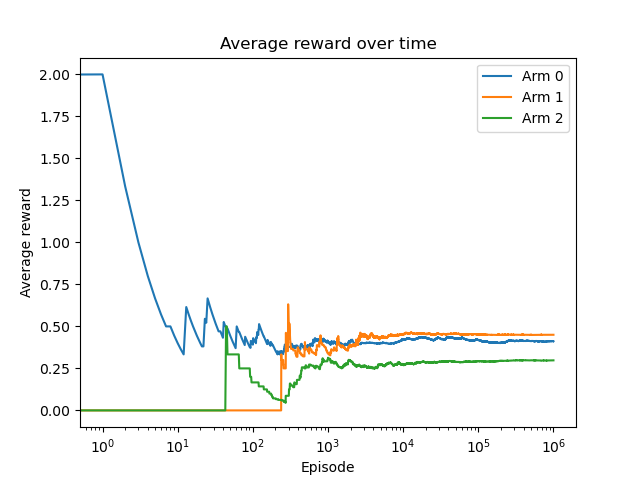 Average reward over time
2.00
1.75
1.50
1.25
1.00
0.75
0.50
0.25
0.00
Average reward
Arm 0
Arm 1
Arm 2
10⁰ 10¹ 10² 10³ 10⁴ 10⁵ 10⁶
Episode